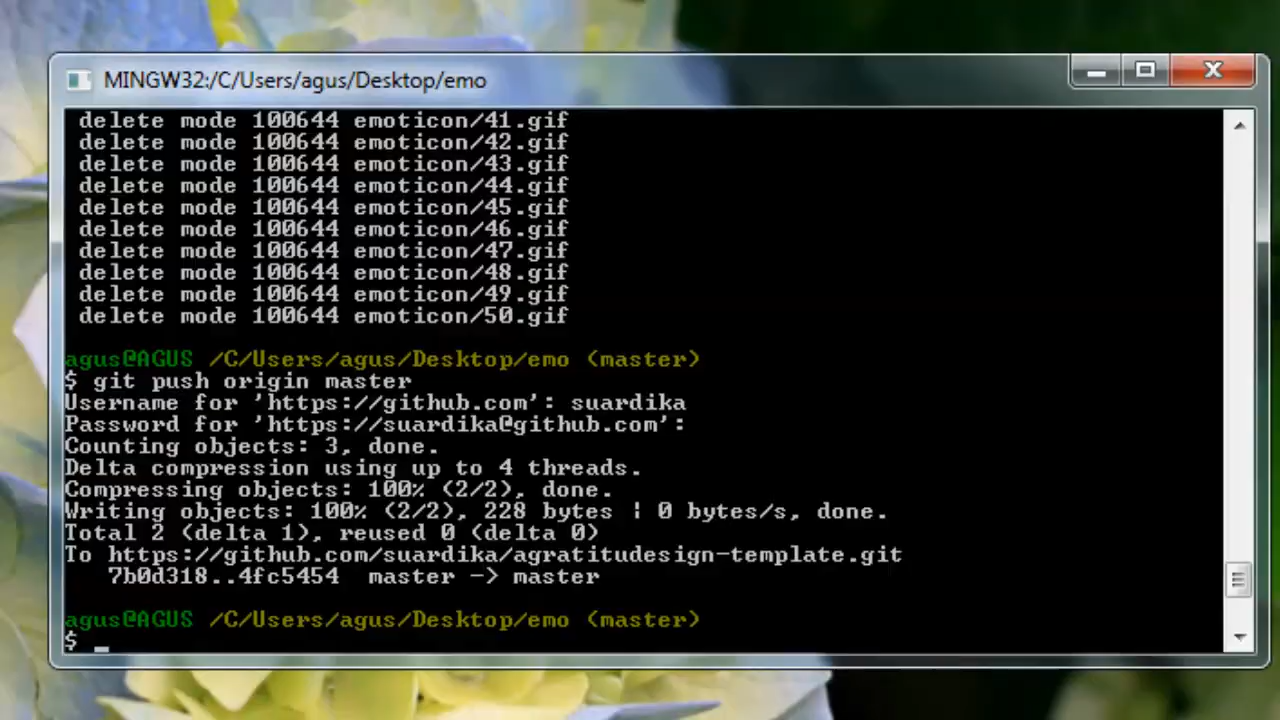 MINGW32:/C/Users/agus/Desktop/emo
delete mode 100644 emoticon/41.gif
delete mode 100644 emoticon/42.gif
delete mode 100644 emoticon/43.gif
delete mode 100644 emoticon/44.gif
delete mode 100644 emoticon/45.gif
delete mode 100644 emoticon/46.gif
delete mode 100644 emoticon/47.gif
delete mode 100644 emoticon/48.gif
delete mode 100644 emoticon/49.gif
delete mode 100644 emoticon/50.gif
agus@AGUS /C/Users/agus/Desktop/emo (master)
$ git push origin master
Username for 'https://github.com': suardika
Password for 'https://suardika@github.com':
Counting objects: 3, done.
Delta compression using up to 4 threads.
Compressing objects: 100% (2/2), done.
Writing objects: 100% (2/2), 228 bytes | 0 bytes/s, done.
Total 2 (delta 1), reused 0 (delta 0)
To https://github.com/suardika/agratitudesign-template.git
7b0d318..4fc5454  master -> master
agus@AGUS /C/Users/agus/Desktop/emo (master)
$ _